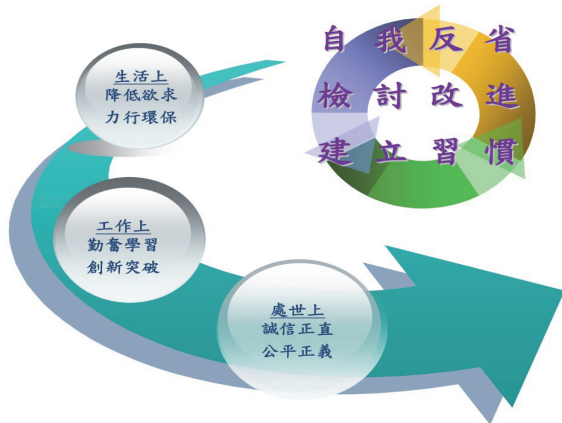 自我反省
檢討改進
建立習慣
生活上
降低欲求
力行環保
工作上
勤奮學習
創新突破
處世上
誠信正直
公平正義